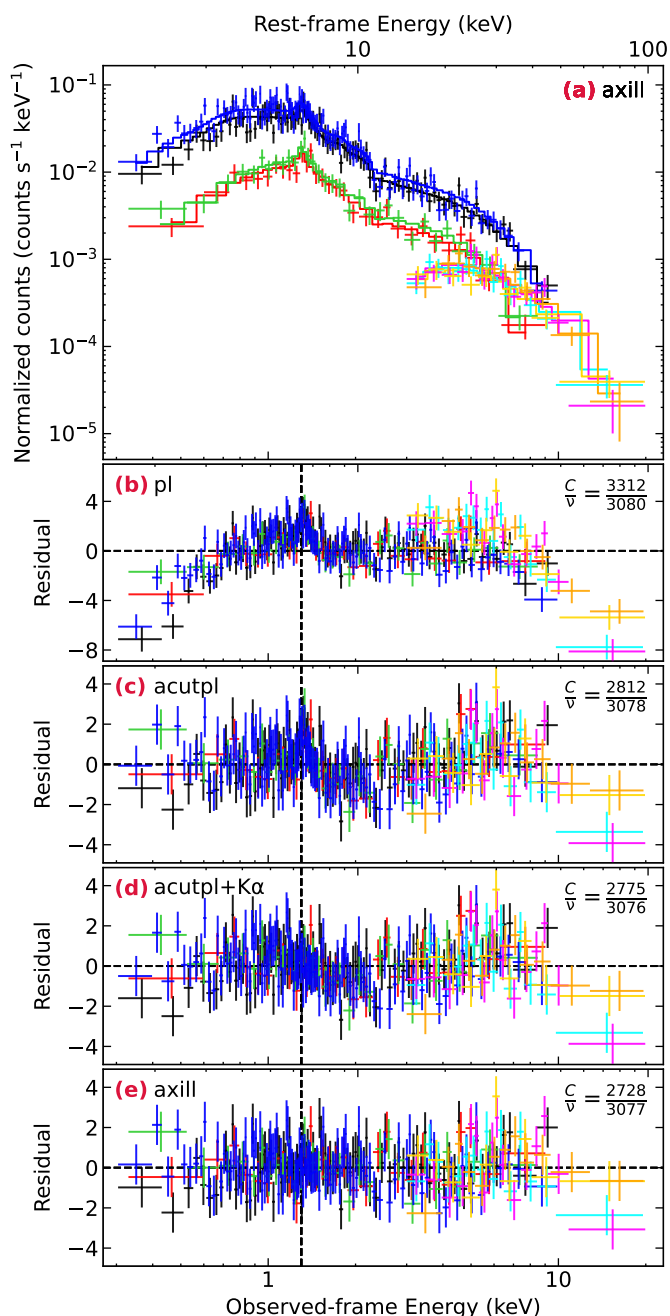 Rest-frame Energy (keV)
10 100
(a) axill
Normalized counts (counts s⁻¹ keV⁻¹)
10⁻¹
10⁻²
10⁻³
10⁻⁴
10⁻⁵
(b) pl
C/ν = 3312/3080
Residual
4
0
−4
−8
(c) acutpl
C/ν = 2812/3078
Residual
4
2
0
−2
−4
(d) acutpl+Kα
C/ν = 2775/3076
Residual
4
2
0
−2
−4
(e) axill
C/ν = 2728/3077
Residual
4
2
0
−2
−4
1 10
Observed-frame Energy (keV)